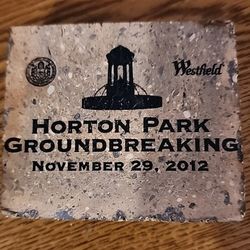 Westfield
HORTON PARK
GROUNDBREAKING
NOVEMBER 29, 2012